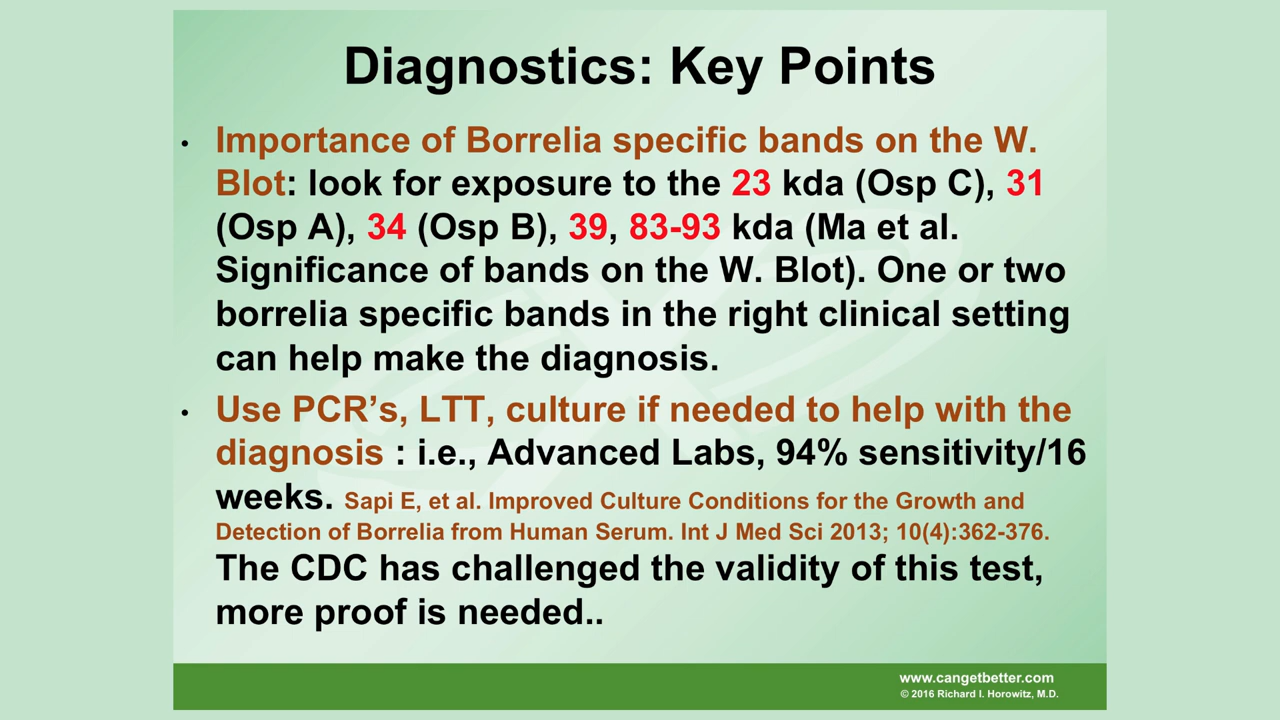 Diagnostics: Key Points
• Importance of Borrelia specific bands on the W.
Blot: look for exposure to the 23 kda (Osp C), 31
(Osp A), 34 (Osp B), 39, 83-93 kda (Ma et al.
Significance of bands on the W. Blot). One or two
borrelia specific bands in the right clinical setting
can help make the diagnosis.
• Use PCR’s, LTT, culture if needed to help with the
diagnosis : i.e., Advanced Labs, 94% sensitivity/16
weeks. Sapi E, et al. Improved Culture Conditions for the Growth and
Detection of Borrelia from Human Serum. Int J Med Sci 2013; 10(4):362-376.
The CDC has challenged the validity of this test,
more proof is needed..
www.cangetbetter.com
© 2016 Richard I. Horowitz, M.D.